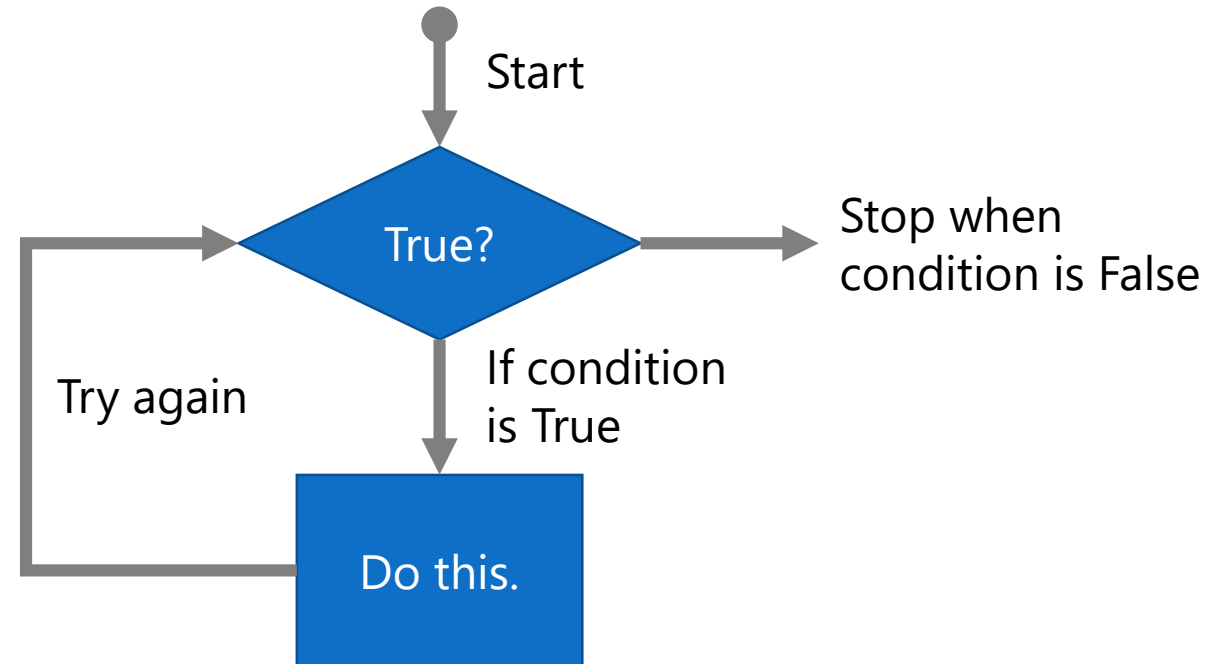 Start
True?
Stop when
condition is False
If condition
is True
Try again
Do this.